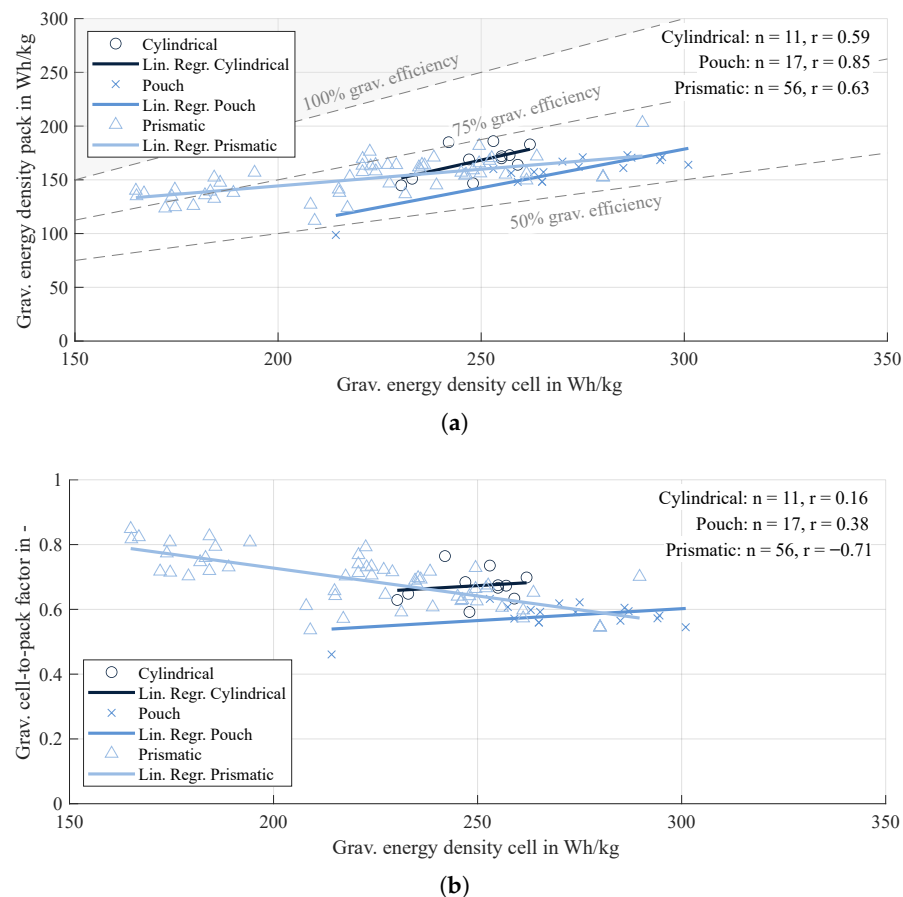 300
250
200
150
100
50
0
Grav. energy density pack in Wh/kg
Cylindrical
Lin. Regr. Cylindrical
Pouch
Lin. Regr. Pouch
Prismatic
Lin. Regr. Prismatic
100% grav. efficiency
75% grav. efficiency
50% grav. efficiency
Cylindrical: n = 11, r = 0.59
Pouch: n = 17, r = 0.85
Prismatic: n = 56, r = 0.63
150 200 250 300 350
Grav. energy density cell in Wh/kg
(a)
1
0.8
0.6
0.4
0.2
0
Grav. cell-to-pack factor in -
Cylindrical: n = 11, r = 0.16
Pouch: n = 17, r = 0.38
Prismatic: n = 56, r = −0.71
Cylindrical
Lin. Regr. Cylindrical
Pouch
Lin. Regr. Pouch
Prismatic
Lin. Regr. Prismatic
150 200 250 300 350
Grav. energy density cell in Wh/kg
(b)